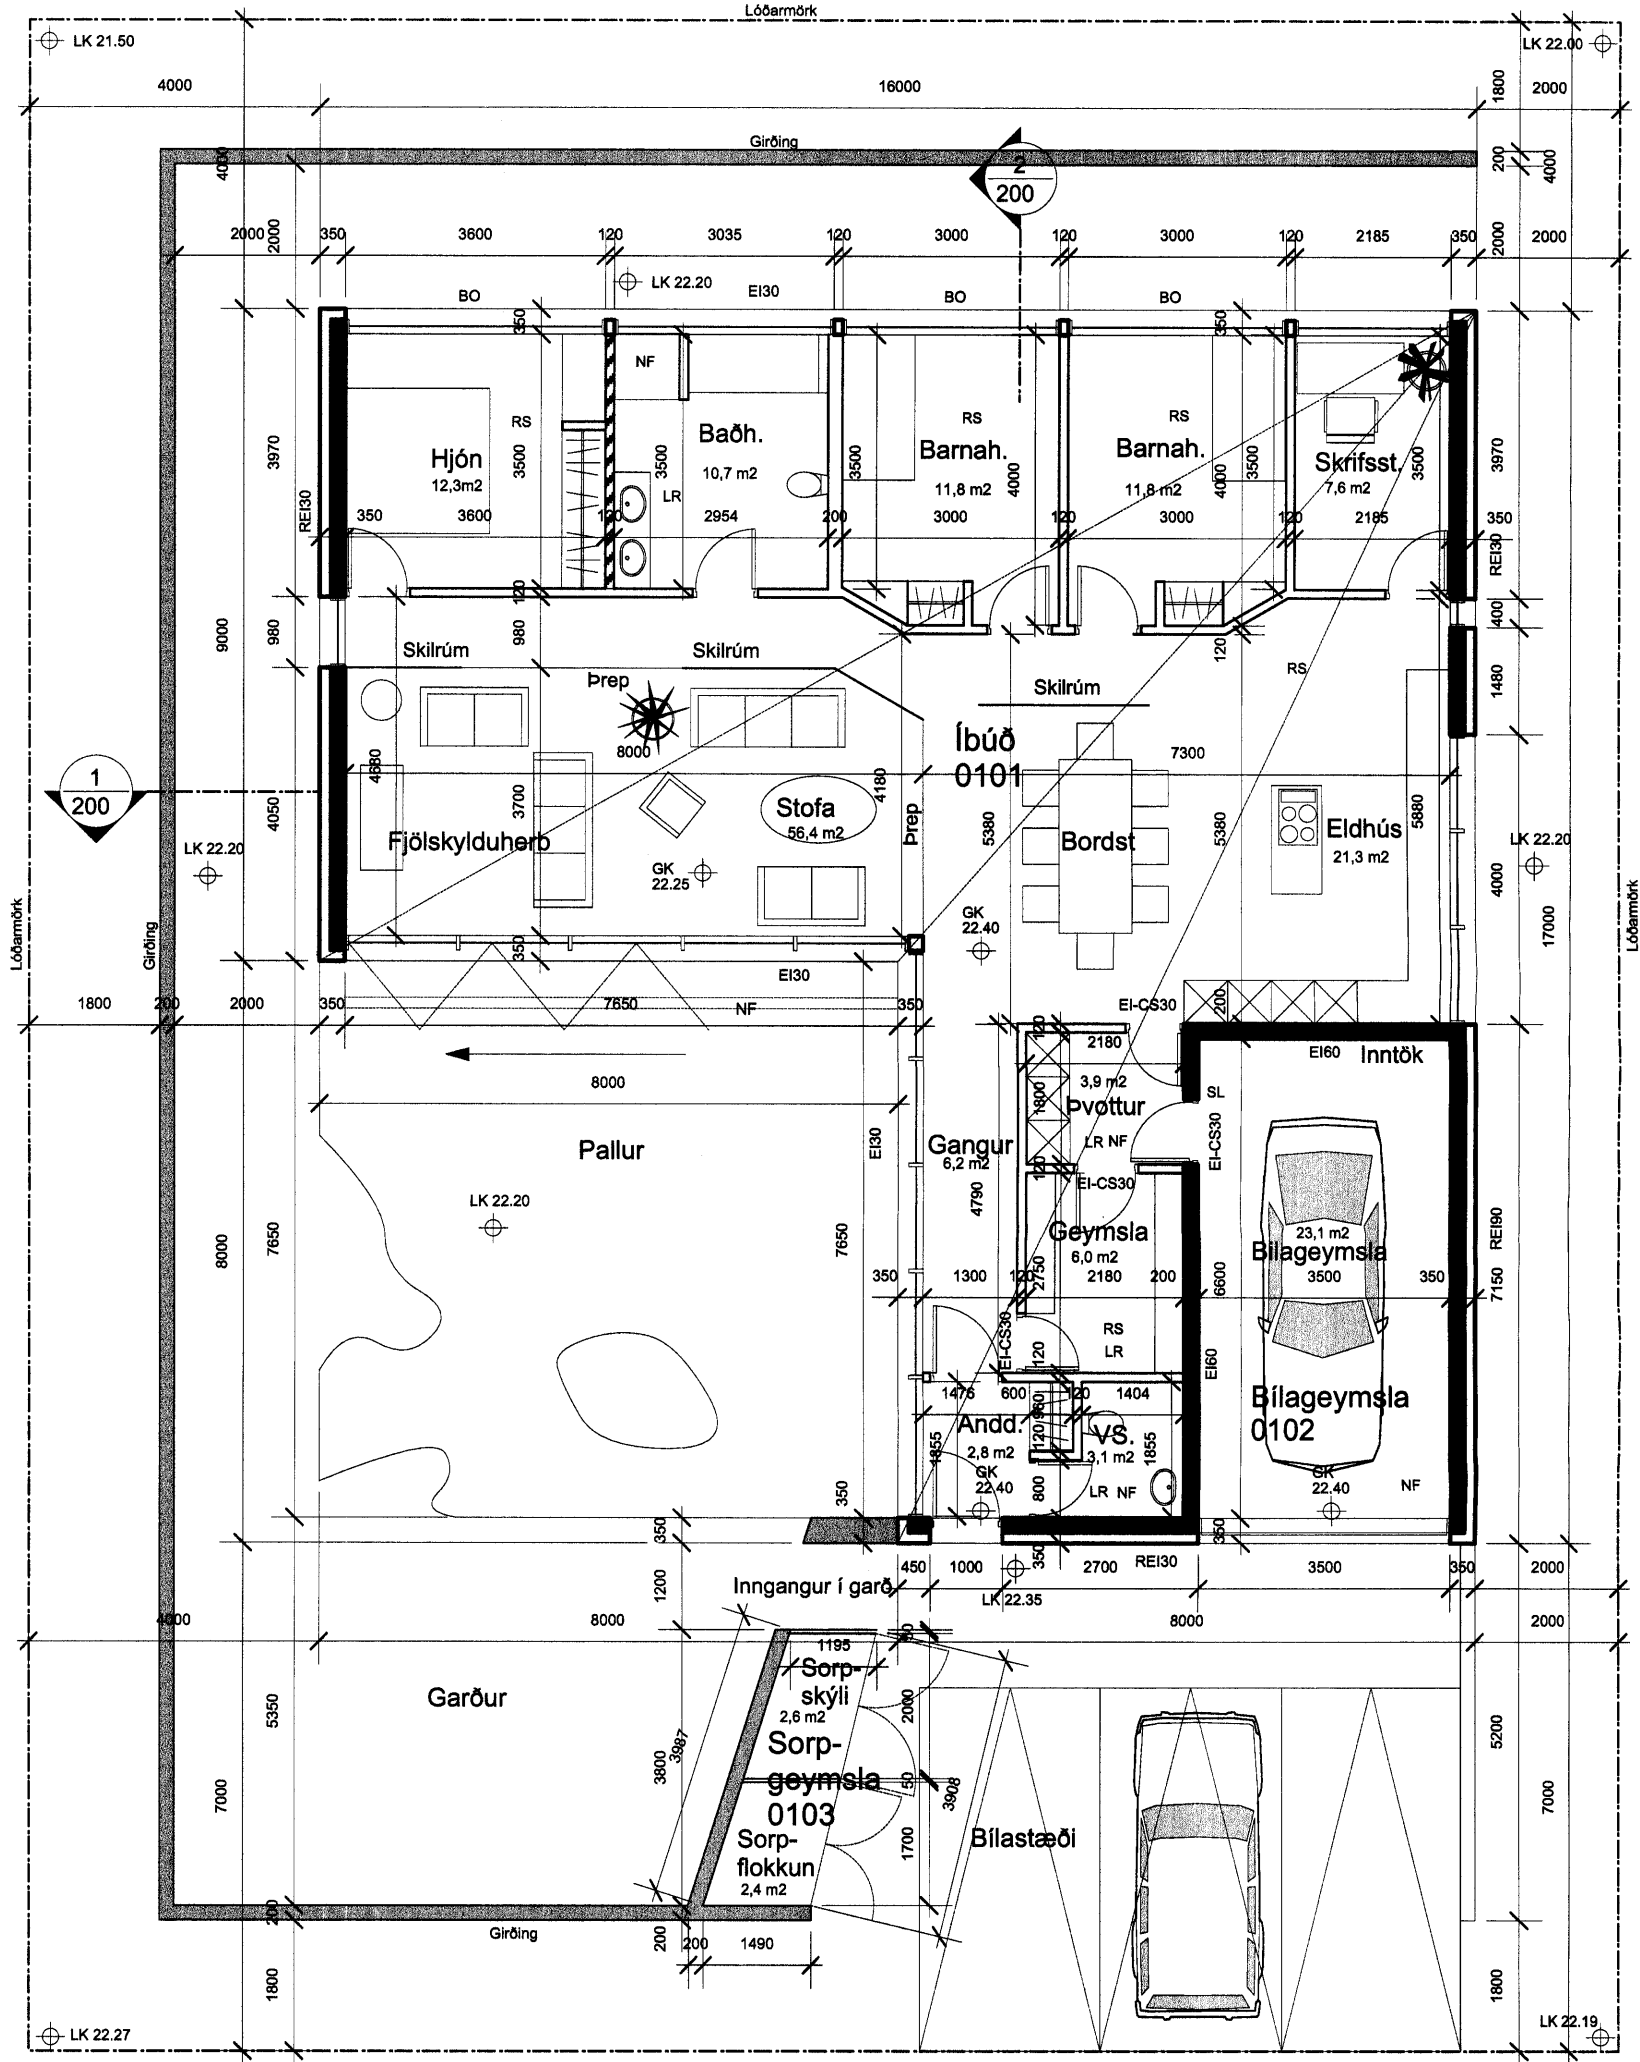 Lóðarmörk
LK 21.50
LK 22.00
4000
16000
1800
2000
Girðing
4000
2
200
200
4000
2000
2000
350
3600
120
3035
120
3000
120
3000
120
2185
350
2000
2000
LK 22.20
BO
EI30
BO
BO
350
350
NF
RS
RS
RS
Baðh.
10,7 m2
Hjón
12,3m2
Barnah.
11,8 m2
Barnah.
11,8 m2
Skrifsst.
7,6 m2
3970
3500
3500
3500
4000
4000
3500
3500
3970
LR
REI30
350
3600
120
2954
200
3000
120
3000
120
2185
350
REI30
120
400
9000
980
980
Skilrúm
Skilrúm
120
Þrep
Skilrúm
RS
1480
Íbúð
0101
8000
7300
1
200
4680
4180
3700
Stofa
56,4 m2
Þrep
5380
5380
5880
4050
Fjölskylduherb
Bordst
Eldhús
21,3 m2
LK 22.20
LK 22.20
GK
22.25
GK
22.40
4000
17000
Lóðarmörk
Lóðarmörk
Girðing
350
EI30
1800
200
2000
350
7650
NF
350
EI-CS30
200
120
2180
EI60
Inntök
8000
3,9 m2
1800
Þvottur
SL
Pallur
EI30
Gangur
6,2 m2
LR NF
EI-CS30
120
EI-CS30
4790
LK 22.20
Geymsla
6,0 m2
23,1 m2
Bílageymsla
8000
7650
7650
REI90
350
1300
120
2750
2180
200
6600
3500
350
7150
EI-CS30
RS
LR
120
EI60
1476
600
120
1404
960
Bílageymsla
0102
Andd.
2,8 m2
120
VS.
3,1 m2
1855
1855
GK
22.40
800
LR NF
GK
22.40
NF
350
350
350
350
450
1000
2700
REI30
3500
350
2000
1200
Inngangur í garð
LK 22.35
4000
8000
8000
2000
50
1195
Sorp-
skýli
2,6 m2
Garður
2000
5350
3987
3800
Sorp-
geymsla
0103
50
3908
5200
7000
7000
Bílastæði
Sorp-
flokkun
2,4 m2
1700
200
Girðing
200
200
1490
1800
1800
LK 22.27
LK 22.19